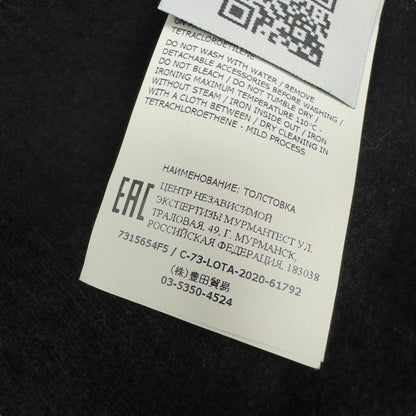 TETRACLOROETILENE
DO NOT WASH WITH WATER / REMOVE
DETACHABLE ACCESSORIES BEFORE WASHING /
DO NOT BLEACH / DO NOT TUMBLE DRY /
IRONING MAXIMUM TEMPERATURE 110°C -
WITHOUT STEAM / IRON INSIDE OUT / IRON
WITH A CLOTH BETWEEN / DRY CLEANING IN
TETRACHLOROETHENE - MILD PROCESS
НАИМЕНОВАНИЕ: ТОЛСТОВКА
EAC
ЦЕНТР НЕЗАВИСИМОЙ
ЭКСПЕРТИЗЫ МУРМАНТЕСТ УЛ.
ТРАЛОВАЯ, 49, Г. МУРМАНСК,
РОССИЙСКАЯ ФЕДЕРАЦИЯ, 183038
7315654F5 / C-73-LOTA-2020-61792
(株)豊田貿易
03-5350-4524